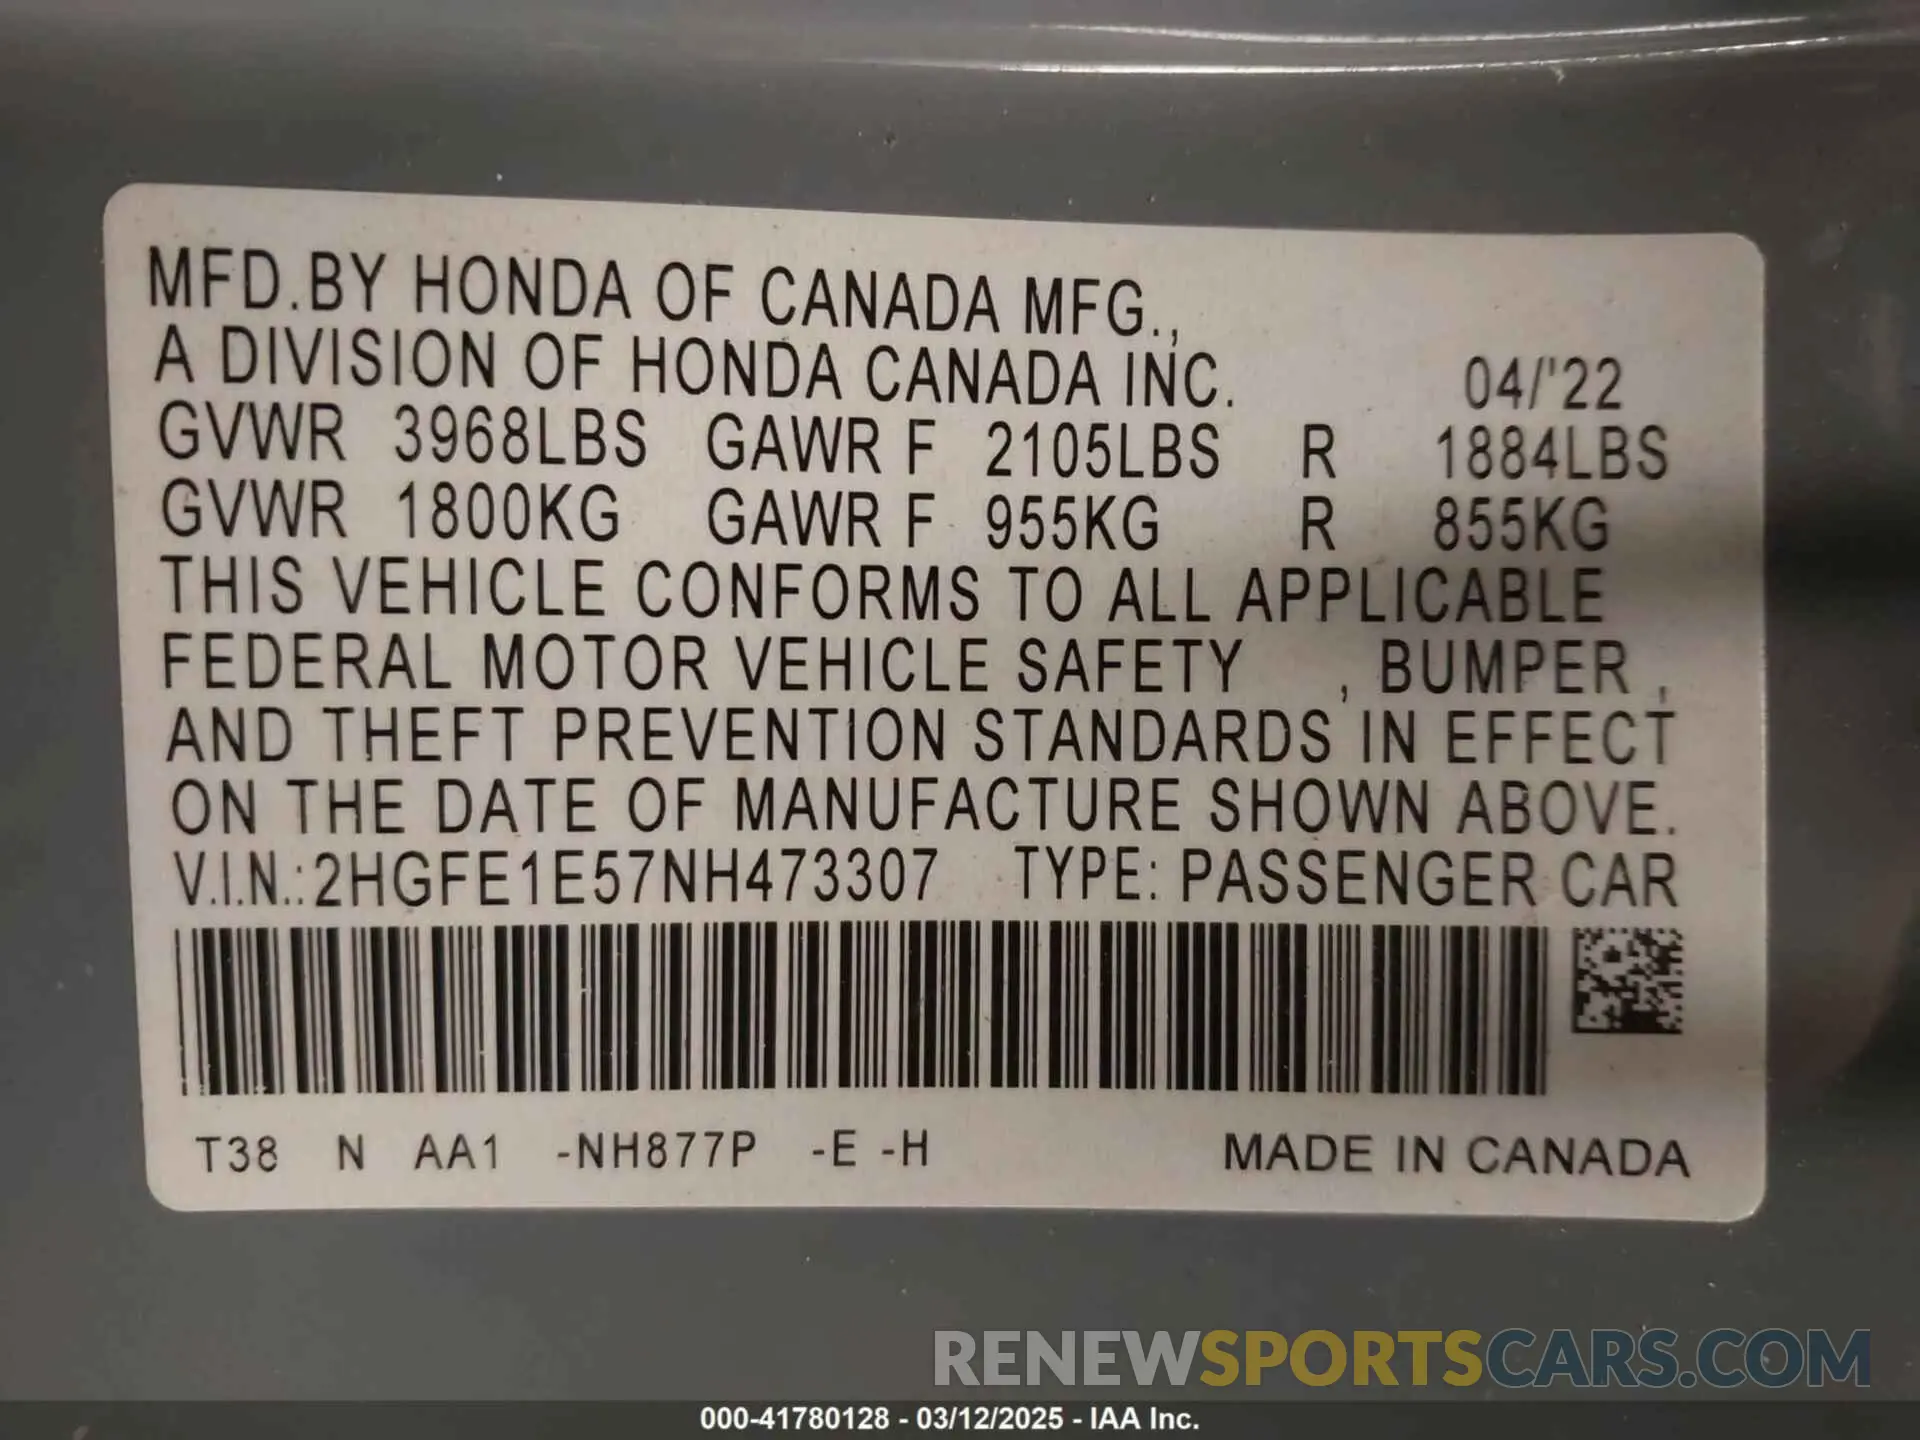 MFD.BY HONDA OF CANADA MFG.,
A DIVISION OF HONDA CANADA INC. 04/'22
GVWR 3968LBS GAWR F 2105LBS R 1884LBS
GVWR 1800KG GAWR F 955KG R 855KG
THIS VEHICLE CONFORMS TO ALL APPLICABLE
FEDERAL MOTOR VEHICLE SAFETY , BUMPER ,
AND THEFT PREVENTION STANDARDS IN EFFECT
ON THE DATE OF MANUFACTURE SHOWN ABOVE.
V.I.N.:2HGFE1E57NH473307 TYPE: PASSENGER CAR
T38 N AA1 -NH877P -E -H MADE IN CANADA
RENEWSPORTSCARS.COM
000-41780128 - 03/12/2025 - IAA Inc.